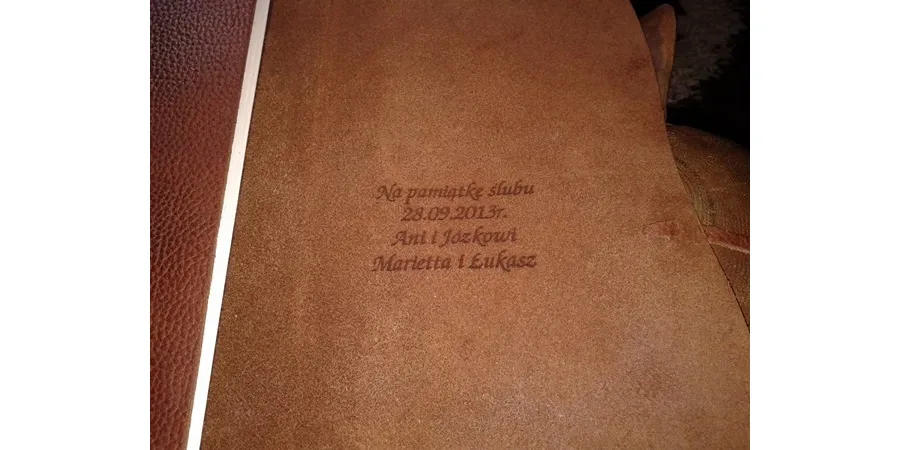 Na pamiątkę ślubu
28.09.2013r.
Ani i Józkowi
Marietta i Łukasz